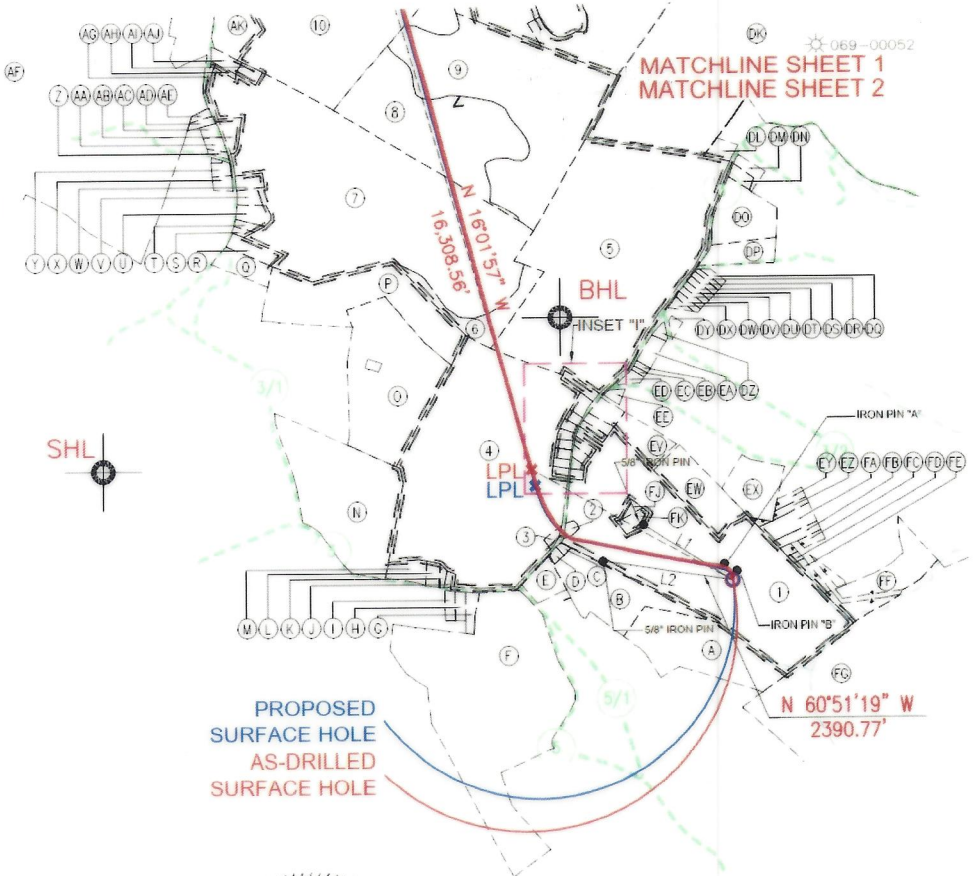 AG AH AI AJ
AK
10
DK
069-00052
MATCHLINE SHEET 1
MATCHLINE SHEET 2
AF
9
Z AA AB AC AD AE
8
DL DM DN
7
N 16°01'57" W
16,308.56'
DO
5
DP
Y X W V U T S R Q
P
BHL
INSET "I"
6
DY DX DW DV DU DT DS DR DQ
3/1
O
ED EC EB EA DZ
EE
IRON PIN "A"
SHL
4
EV
5/8" IRON PIN
LPL
LPL
EY EZ FA FB FC FD FE
EW
EX
N
FJ
FK
2
3
L1
L2
E D C B
1
FF
M L K J I H G
5/8" IRON PIN
IRON PIN "B"
F
A
FG
5/1
N 60°51'19" W
2390.77'
PROPOSED
SURFACE HOLE
AS-DRILLED
SURFACE HOLE